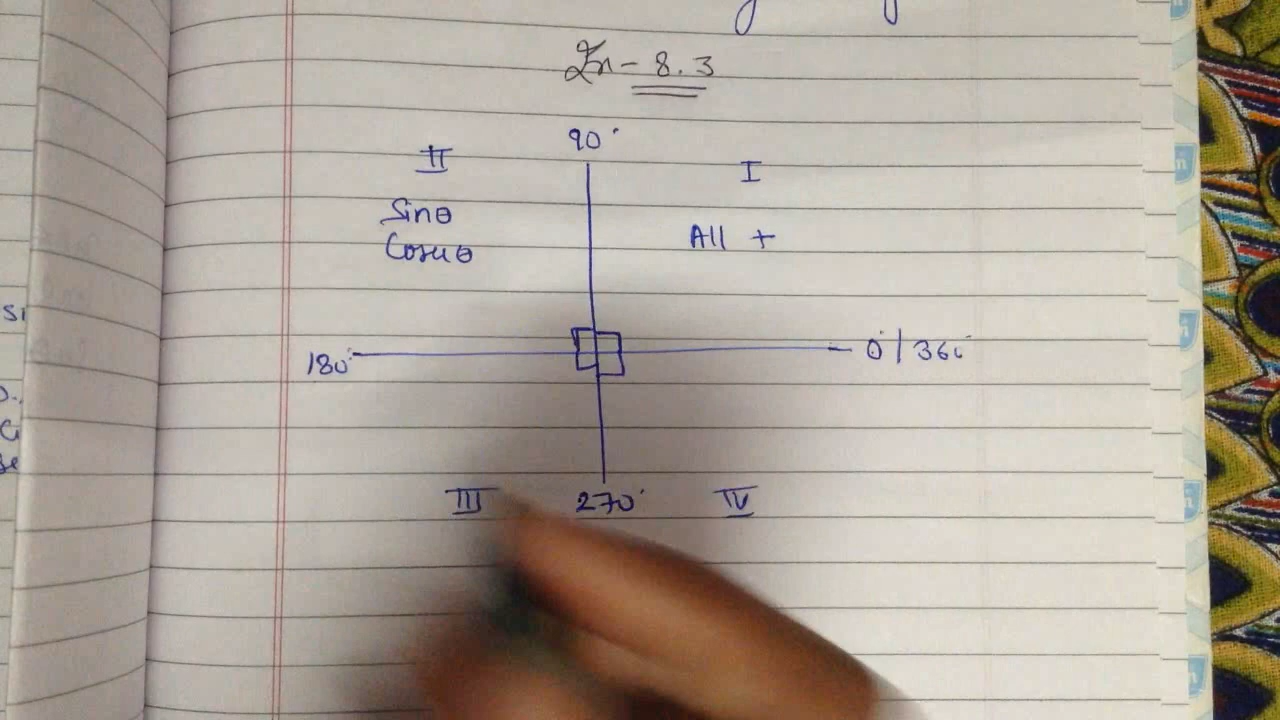 Ex - 8.3
90°
II
I
Sinθ
All +
Cosecθ
180°
0° | 360°
III
270°
IV